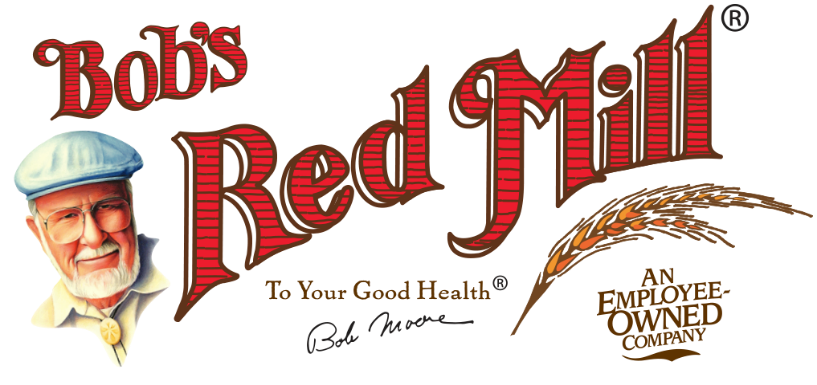 Bob's
Red Mill®
To Your Good Health®
Bob Moore
AN
EMPLOYEE-
OWNED
COMPANY